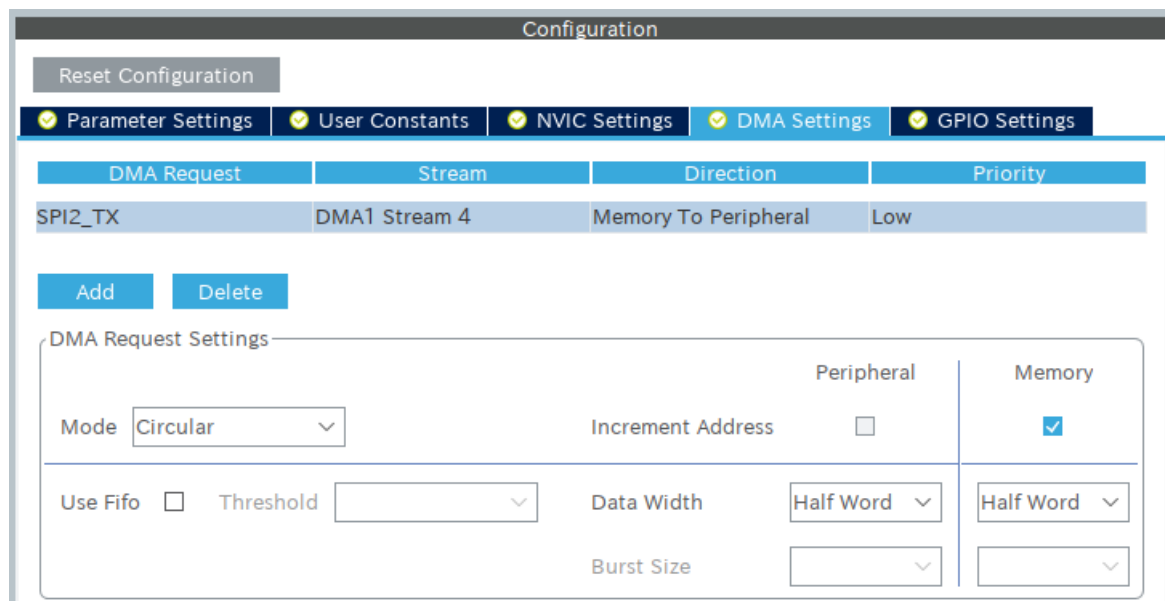 Configuration
Reset Configuration
Parameter Settings User Constants NVIC Settings DMA Settings GPIO Settings
DMA Request Stream Direction Priority
SPI2_TX DMA1 Stream 4 Memory To Peripheral Low
Add Delete
DMA Request Settings
Peripheral Memory
Mode Circular Increment Address
Use Fifo Threshold Data Width Half Word Half Word
Burst Size